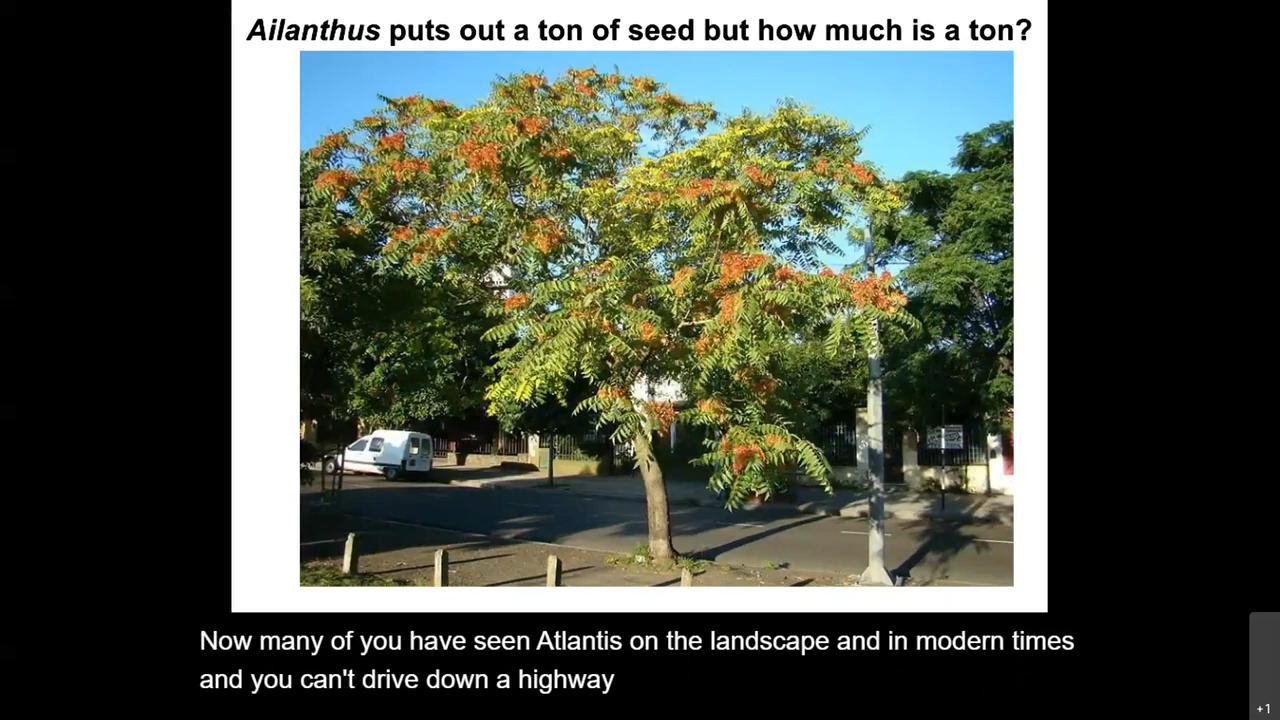 Ailanthus puts out a ton of seed but how much is a ton?
Now many of you have seen Atlantis on the landscape and in modern times
and you can't drive down a highway
+1